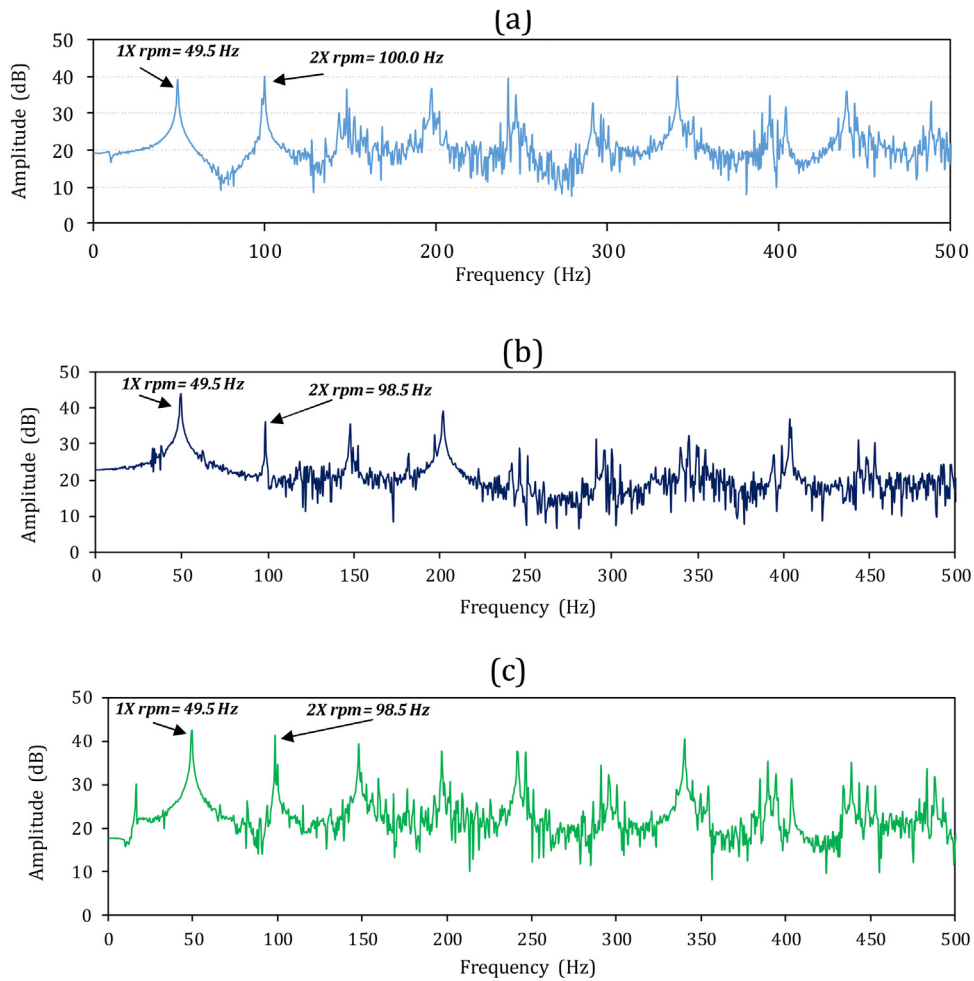 (a)
50
1X rpm= 49.5 Hz
2X rpm= 100.0 Hz
40
30
20
10
0
Amplitude (dB)
0 100 200 300 400 500
Frequency (Hz)
(b)
50
1X rpm= 49.5 Hz
2X rpm= 98.5 Hz
40
30
20
10
0
Amplitude (dB)
0 50 100 150 200 250 300 350 400 450 500
Frequency (Hz)
(c)
50
1X rpm= 49.5 Hz
2X rpm= 98.5 Hz
40
30
20
10
0
Amplitude (dB)
0 50 100 150 200 250 300 350 400 450 500
Frequency (Hz)